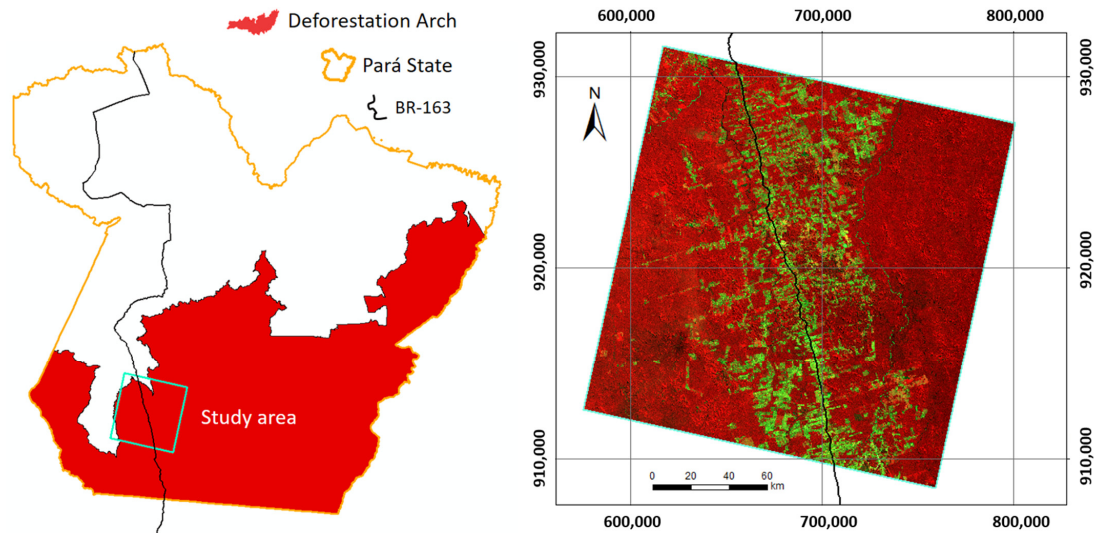 Deforestation Arch
Pará State
BR-163
Study area
600,000 700,000 800,000
930,000 930,000
N
920,000 920,000
910,000 910,000
0 20 40 60
km
600,000 700,000 800,000